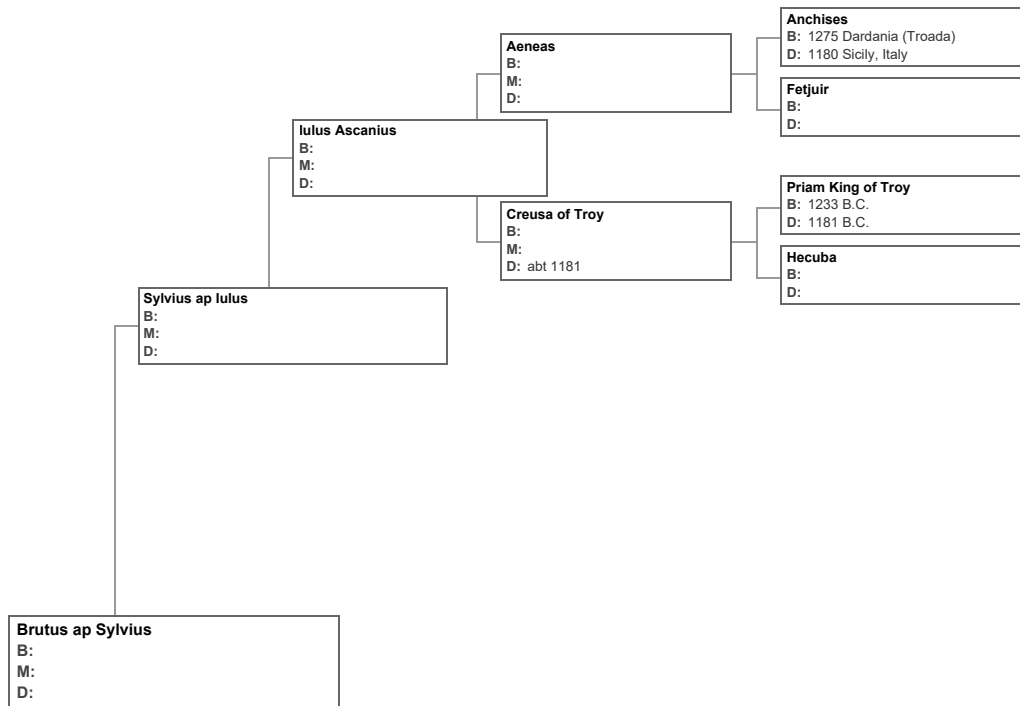 Anchises
B: 1275 Dardania (Troada)
D: 1180 Sicily, Italy
Aeneas
B:
M:
D:
Fetjuir
B:
D:
Iulus Ascanius
B:
M:
D:
Priam King of Troy
B: 1233 B.C.
D: 1181 B.C.
Creusa of Troy
B:
M:
D: abt 1181
Hecuba
B:
D:
Sylvius ap Iulus
B:
M:
D:
Brutus ap Sylvius
B:
M:
D: